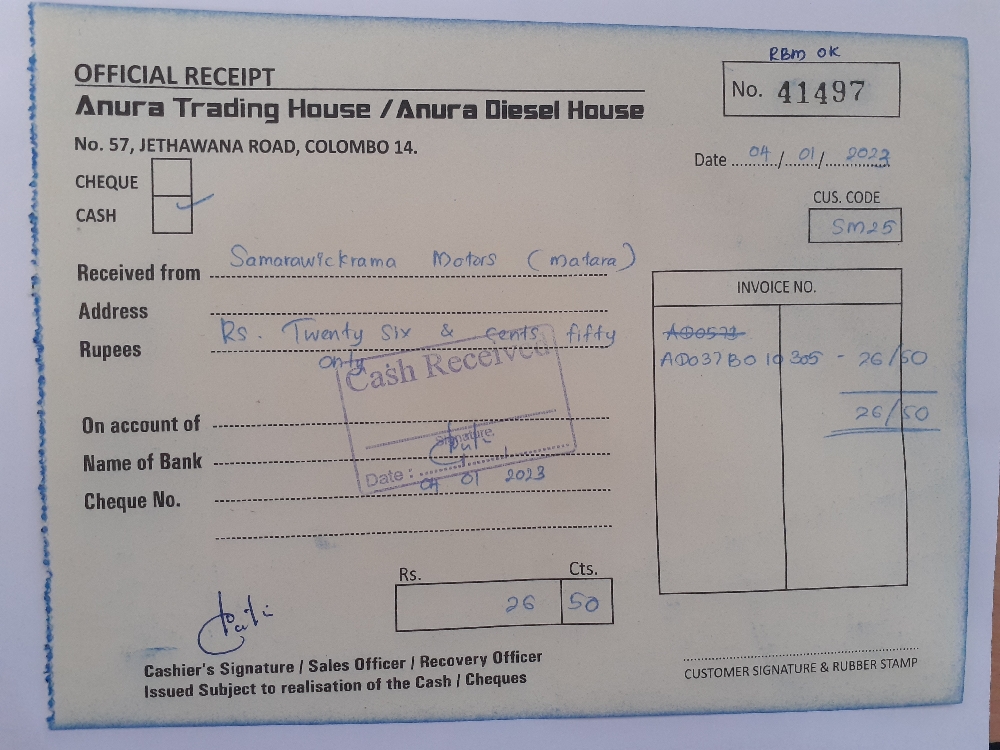 RBM OK
OFFICIAL RECEIPT
No. 41497
Anura Trading House / Anura Diesel House
No. 57, JETHAWANA ROAD, COLOMBO 14.
Date 04 / 01 / 2023
CHEQUE
CASH ✓
CUS. CODE
SM25
Received from Samarawickrama Motors (matara)
Address
Rupees Rs. Twenty Six & cents fifty
only
Cash Received
Signature
Date : 04 01 2023
On account of
Name of Bank
Cheque No.
INVOICE NO.
AD037B010305 - 26/50
26/50
Rs. Cts.
26 50
Cashier's Signature / Sales Officer / Recovery Officer
Issued Subject to realisation of the Cash / Cheques
CUSTOMER SIGNATURE & RUBBER STAMP